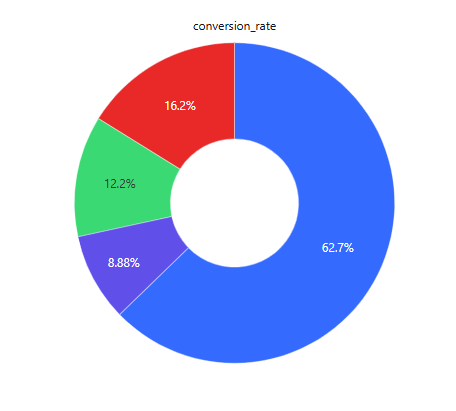 conversion_rate
16.2%
12.2%
8.88%
62.7%